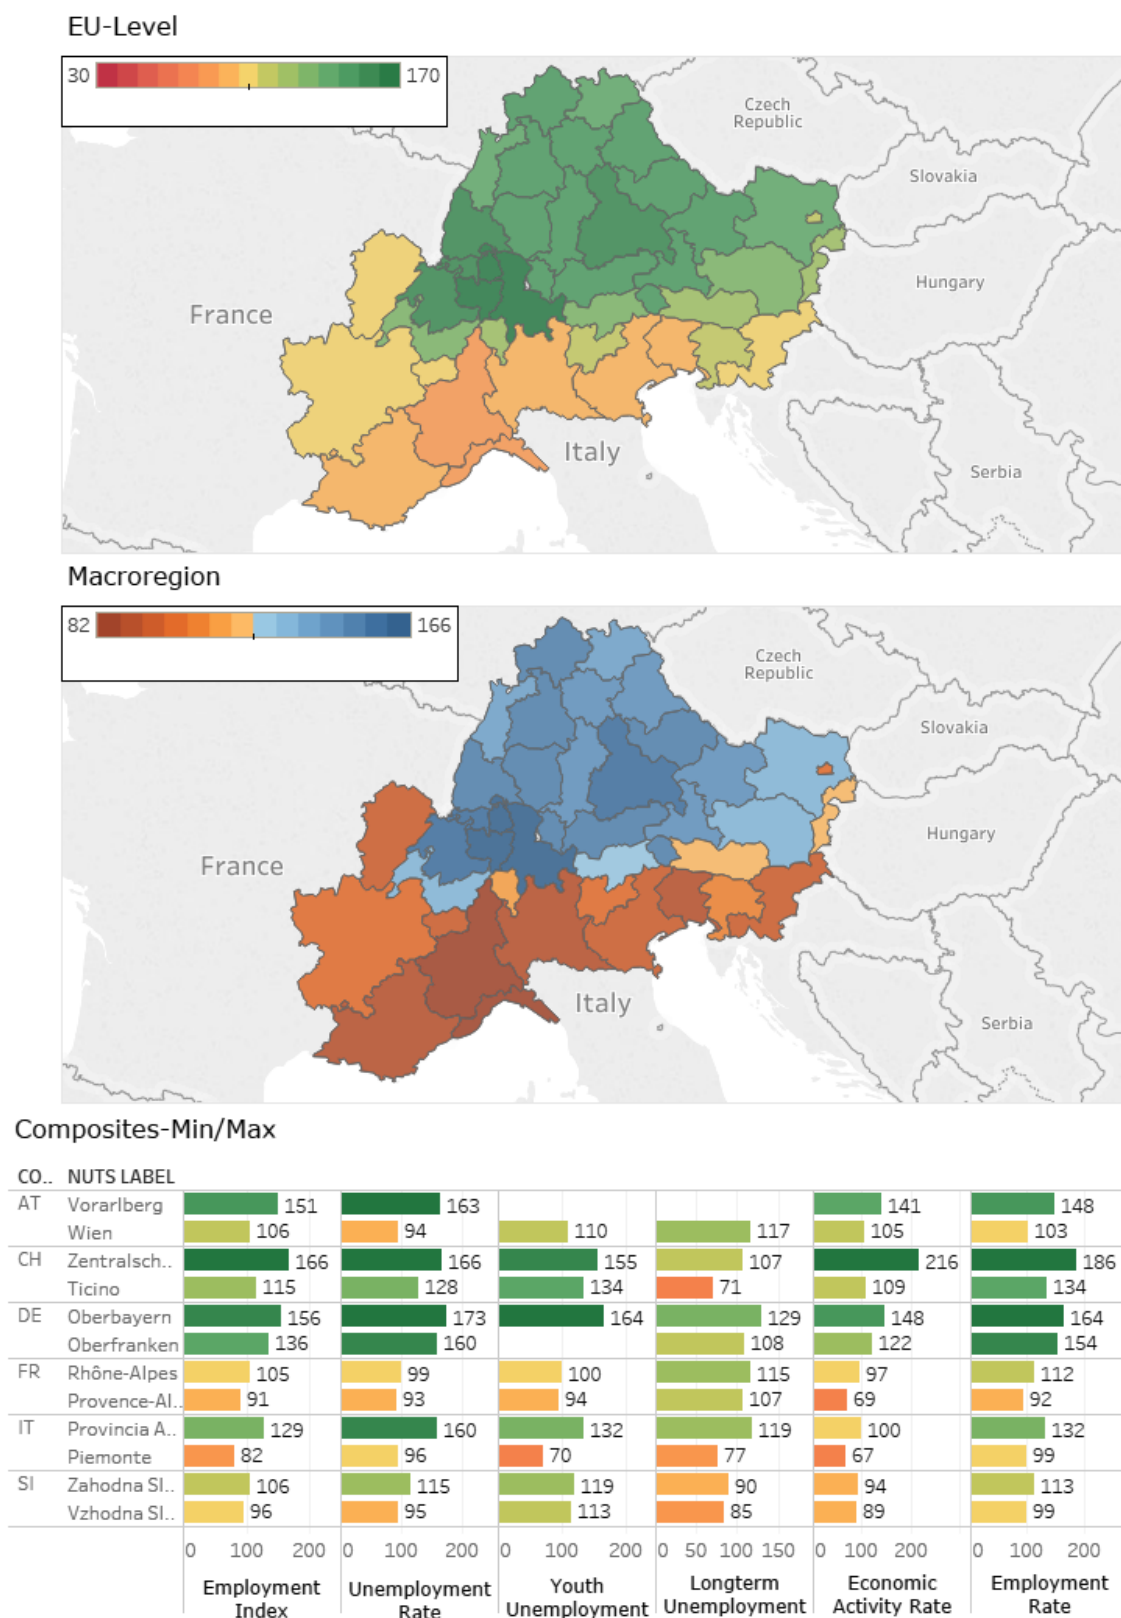 EU-Level
30 170
Czech
Republic
Slovakia
Hungary
France
Italy
Serbia
Macroregion
82 166
Czech
Republic
Slovakia
Hungary
France
Italy
Serbia
Composites-Min/Max
CO.. NUTS LABEL
AT Vorarlberg 151 163 141 148
Wien 106 94 110 117 105 103
CH Zentralsch.. 166 166 155 107 216 186
Ticino 115 128 134 71 109 134
DE Oberbayern 156 173 164 129 148 164
Oberfranken 136 160 108 122 154
FR Rhône-Alpes 105 99 100 115 97 112
Provence-Al.. 91 93 94 107 69 92
IT Provincia A.. 129 160 132 119 100 132
Piemonte 82 96 70 77 67 99
SI Zahodna Sl.. 106 115 119 90 94 113
Vzhodna Sl.. 96 95 113 85 89 99
0 100 200 0 100 200 0 100 200 0 50 100 150 0 100 200 0 100 200
Employment Index
Unemployment Rate
Youth Unemployment
Longterm Unemployment
Economic Activity Rate
Employment Rate